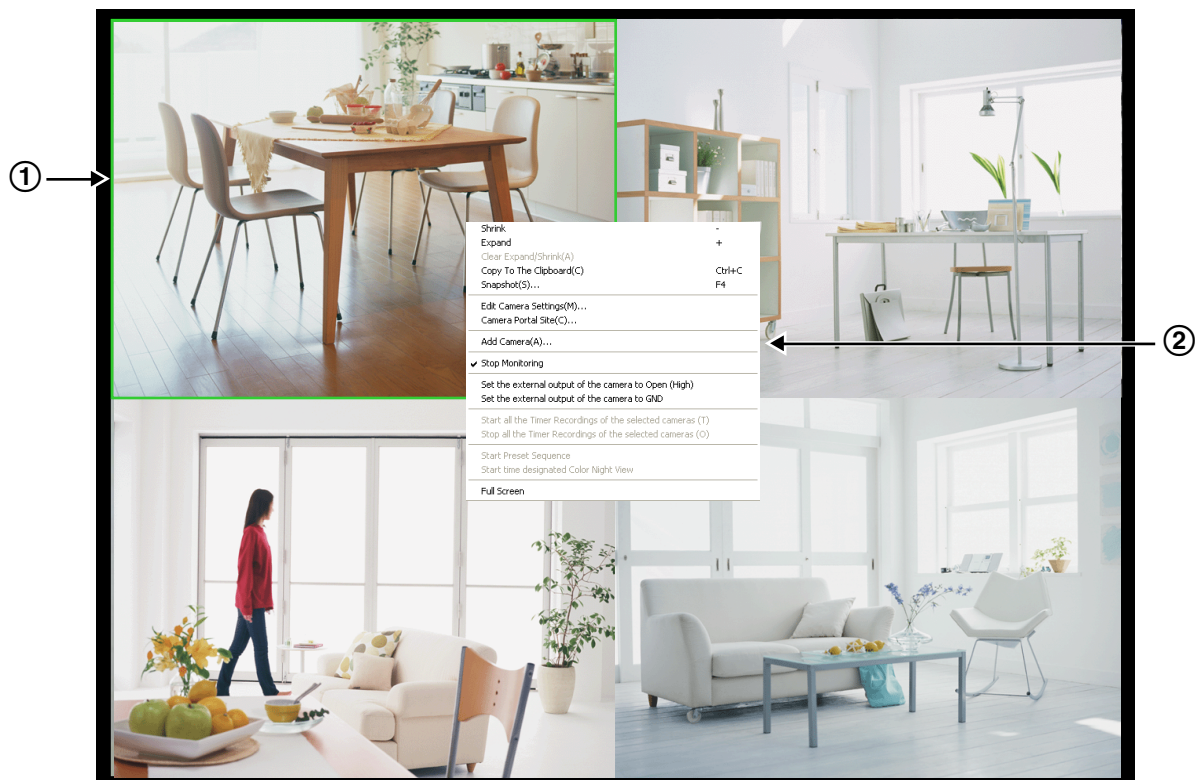 ①
②
Shrink -
Expand +
Clear Expand/Shrink(A)
Copy To The Clipboard(C) Ctrl+C
Snapshot(S)... F4
Edit Camera Settings(M)...
Camera Portal Site(C)...
Add Camera(A)...
Stop Monitoring
Set the external output of the camera to Open (High)
Set the external output of the camera to GND
Start all the Timer Recordings of the selected cameras (T)
Stop all the Timer Recordings of the selected cameras (O)
Start Preset Sequence
Start time designated Color Night View
Full Screen